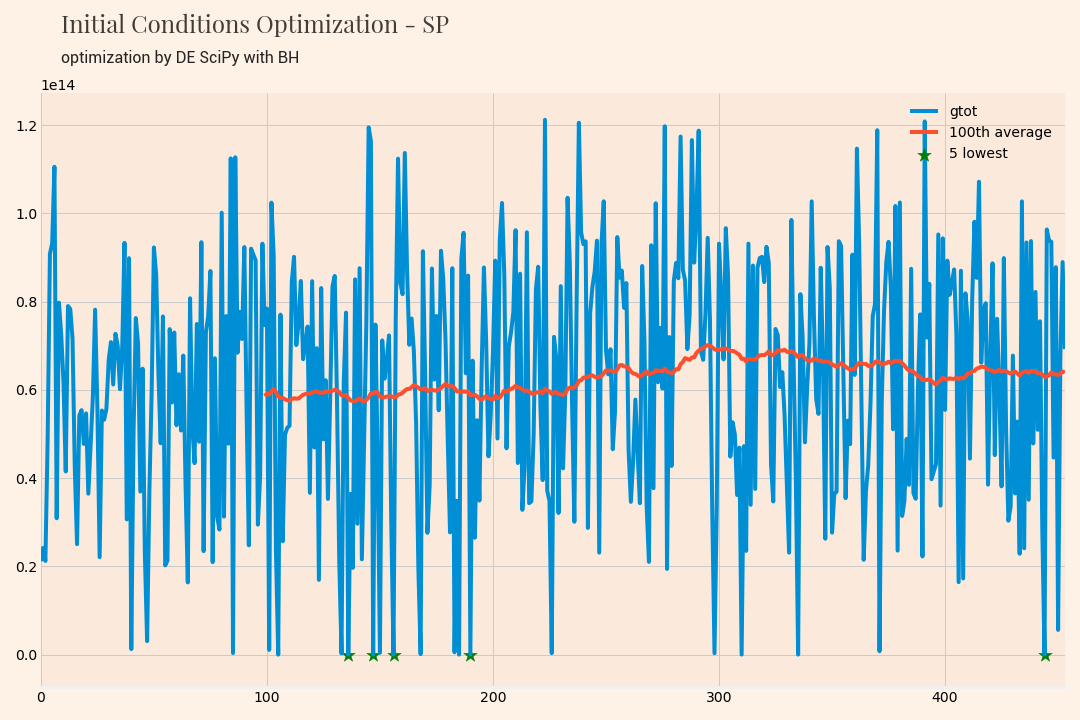 Initial Conditions Optimization - SP
optimization by DE SciPy with BH
1e14
gtot
100th average
5 lowest
1.2
1.0
0.8
0.6
0.4
0.2
0.0
0 100 200 300 400